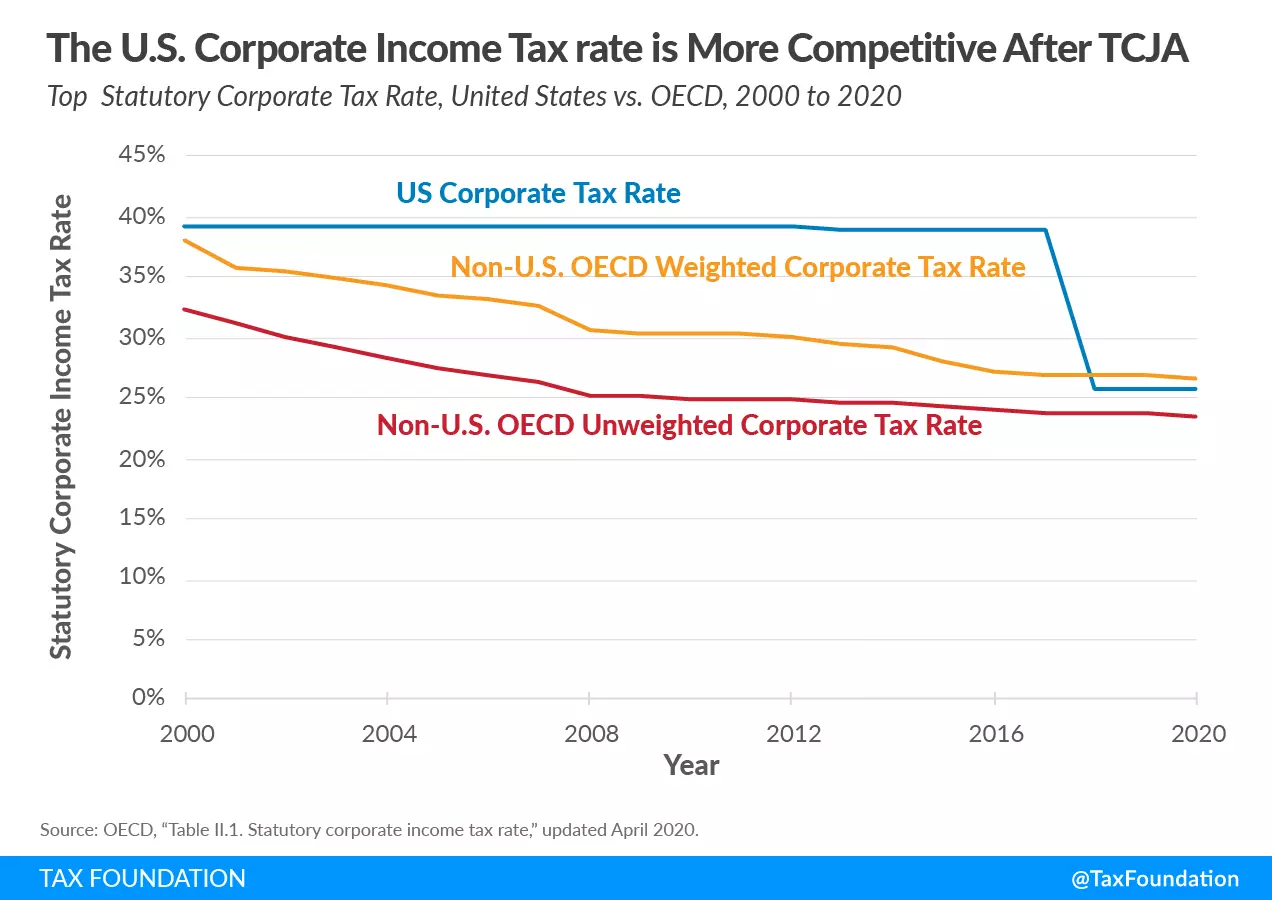 The U.S. Corporate Income Tax rate is More Competitive After TCJA
Top Statutory Corporate Tax Rate, United States vs. OECD, 2000 to 2020
45%
40%
35%
30%
25%
20%
15%
10%
5%
0%
Statutory Corporate Income Tax Rate
US Corporate Tax Rate
Non-U.S. OECD Weighted Corporate Tax Rate
Non-U.S. OECD Unweighted Corporate Tax Rate
2000 2004 2008 2012 2016 2020
Year
Source: OECD, “Table II.1. Statutory corporate income tax rate,” updated April 2020.
TAX FOUNDATION
@TaxFoundation